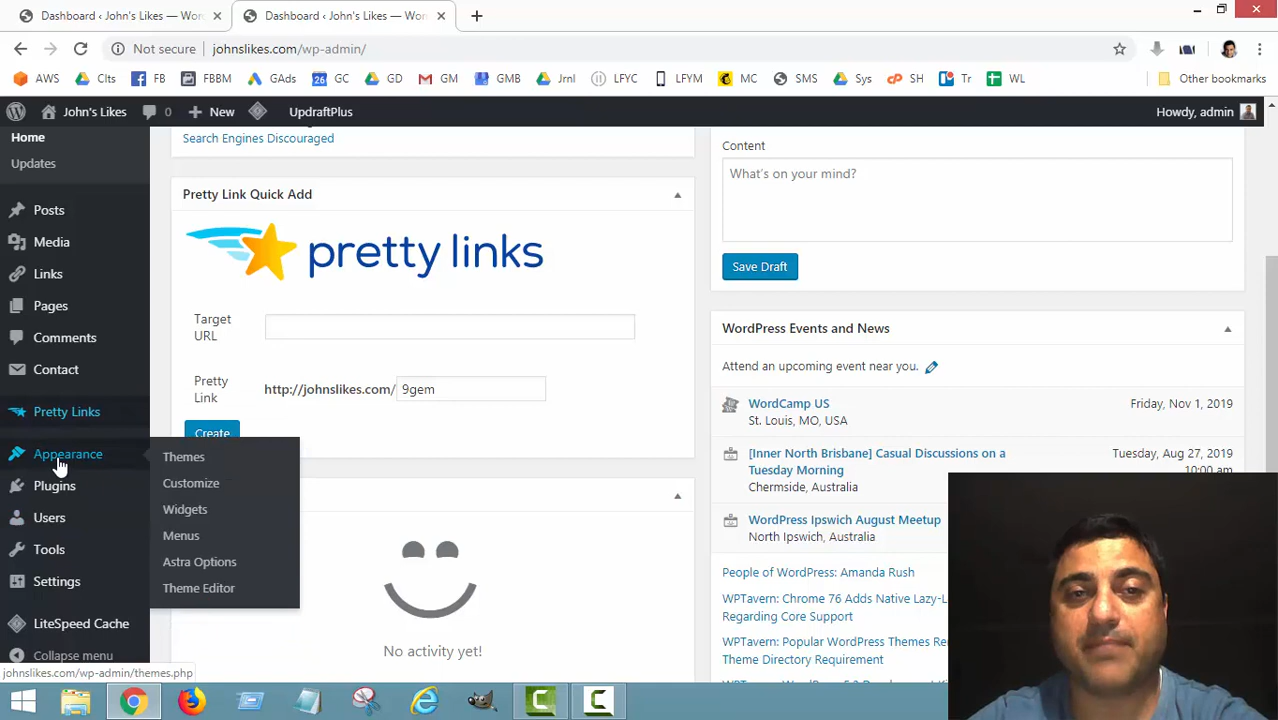 Dashboard ‹ John's Likes — Wor
Dashboard ‹ John's Likes — Wor
Not secure
johnslikes.com/wp-admin/
AWS
Clts
FB
FBBM
GAds
26
GC
GD
GM
GMB
Jrnl
LFYC
LFYM
MC
SMS
Sys
cP
SH
Tr
WL
Other bookmarks
John's Likes
0
New
UpdraftPlus
Howdy, admin
Home
Updates
Posts
Media
Links
Pages
Comments
Contact
Pretty Links
Appearance
Plugins
Users
Tools
Settings
LiteSpeed Cache
Collapse menu
Themes
Customize
Widgets
Menus
Astra Options
Theme Editor
Search Engines Discouraged
Pretty Link Quick Add
pretty links
Target
URL
Pretty
Link
http://johnslikes.com/
9gem
Create
No activity yet!
Content
What's on your mind?
Save Draft
WordPress Events and News
Attend an upcoming event near you.
WordCamp US
Friday, Nov 1, 2019
St. Louis, MO, USA
[Inner North Brisbane] Casual Discussions on a
Tuesday, Aug 27, 2019
Tuesday Morning
10:00 am
Chermside, Australia
WordPress Ipswich August Meetup
North Ipswich, Australia
People of WordPress: Amanda Rush
WPTavern: Chrome 76 Adds Native Lazy-L
Regarding Core Support
WPTavern: Popular WordPress Themes Re
Theme Directory Requirement
johnslikes.com/wp-admin/themes.php